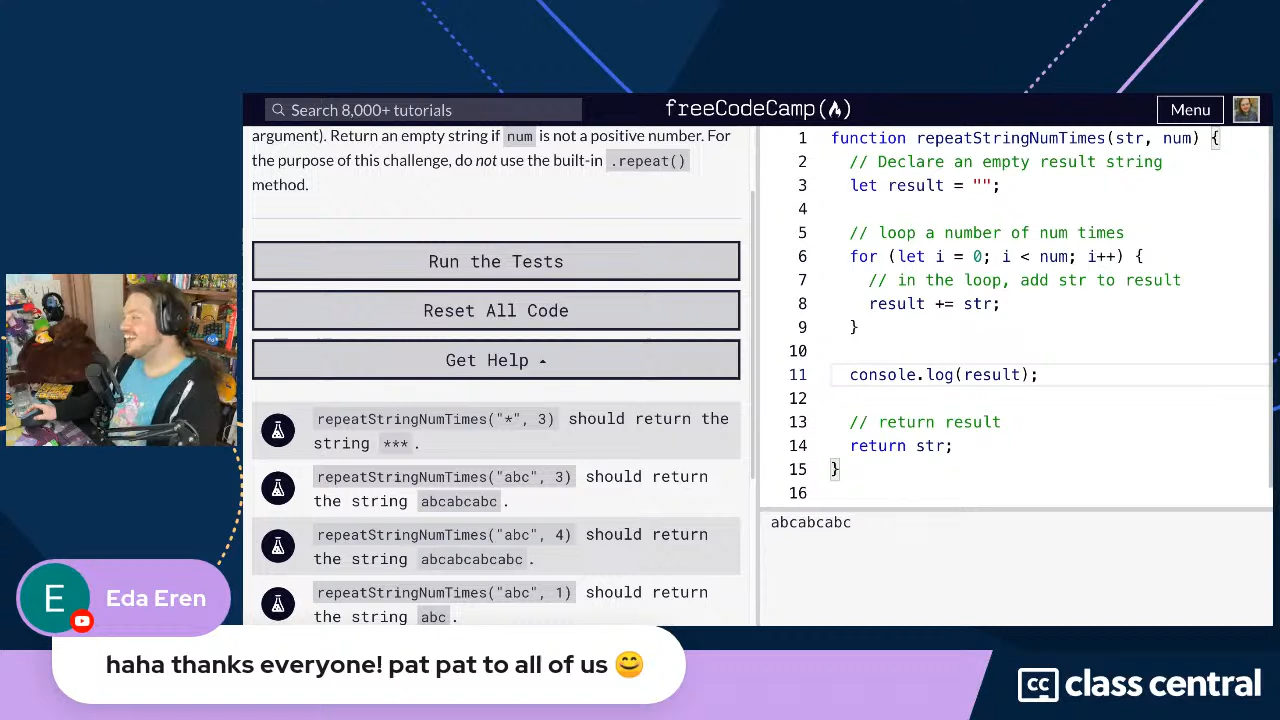 Search 8,000+ tutorials
freeCodeCamp
Menu
argument). Return an empty string if num is not a positive number. For
the purpose of this challenge, do not use the built-in .repeat()
method.
Run the Tests
Reset All Code
Get Help
repeatStringNumTimes("*", 3) should return the
string ***.
repeatStringNumTimes("abc", 3) should return
the string abcabcabc.
repeatStringNumTimes("abc", 4) should return
the string abcabcabcabc.
repeatStringNumTimes("abc", 1) should return
the string abc.
1 function repeatStringNumTimes(str, num) {
2 // Declare an empty result string
3 let result = "";
4
5 // loop a number of num times
6 for (let i = 0; i < num; i++) {
7 // in the loop, add str to result
8 result += str;
9 }
10
11 console.log(result);
12
13 // return result
14 return str;
15 }
16
abcabcabc
E Eda Eren
haha thanks everyone! pat pat to all of us 😊
cc class central